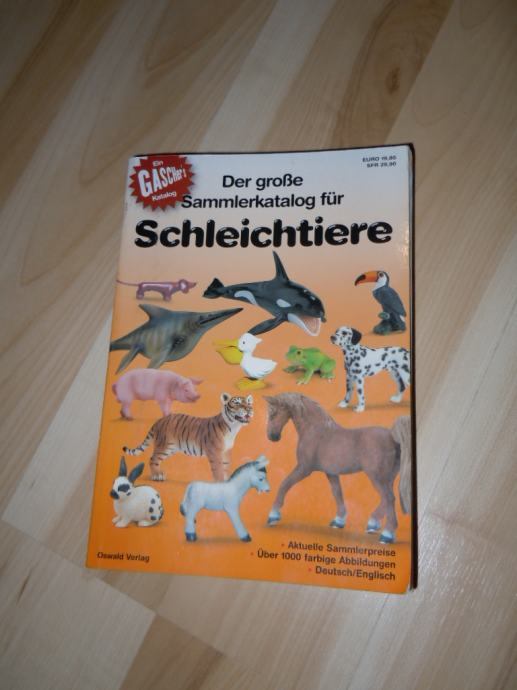 Ein
GASCHers
Katalog
EURO 19,80
SFR 29,90
Der große
Sammlerkatalog für
Schleichtiere
• Aktuelle Sammlerpreise
• Über 1000 farbige Abbildungen
• Deutsch/Englisch
Oswald Verlag